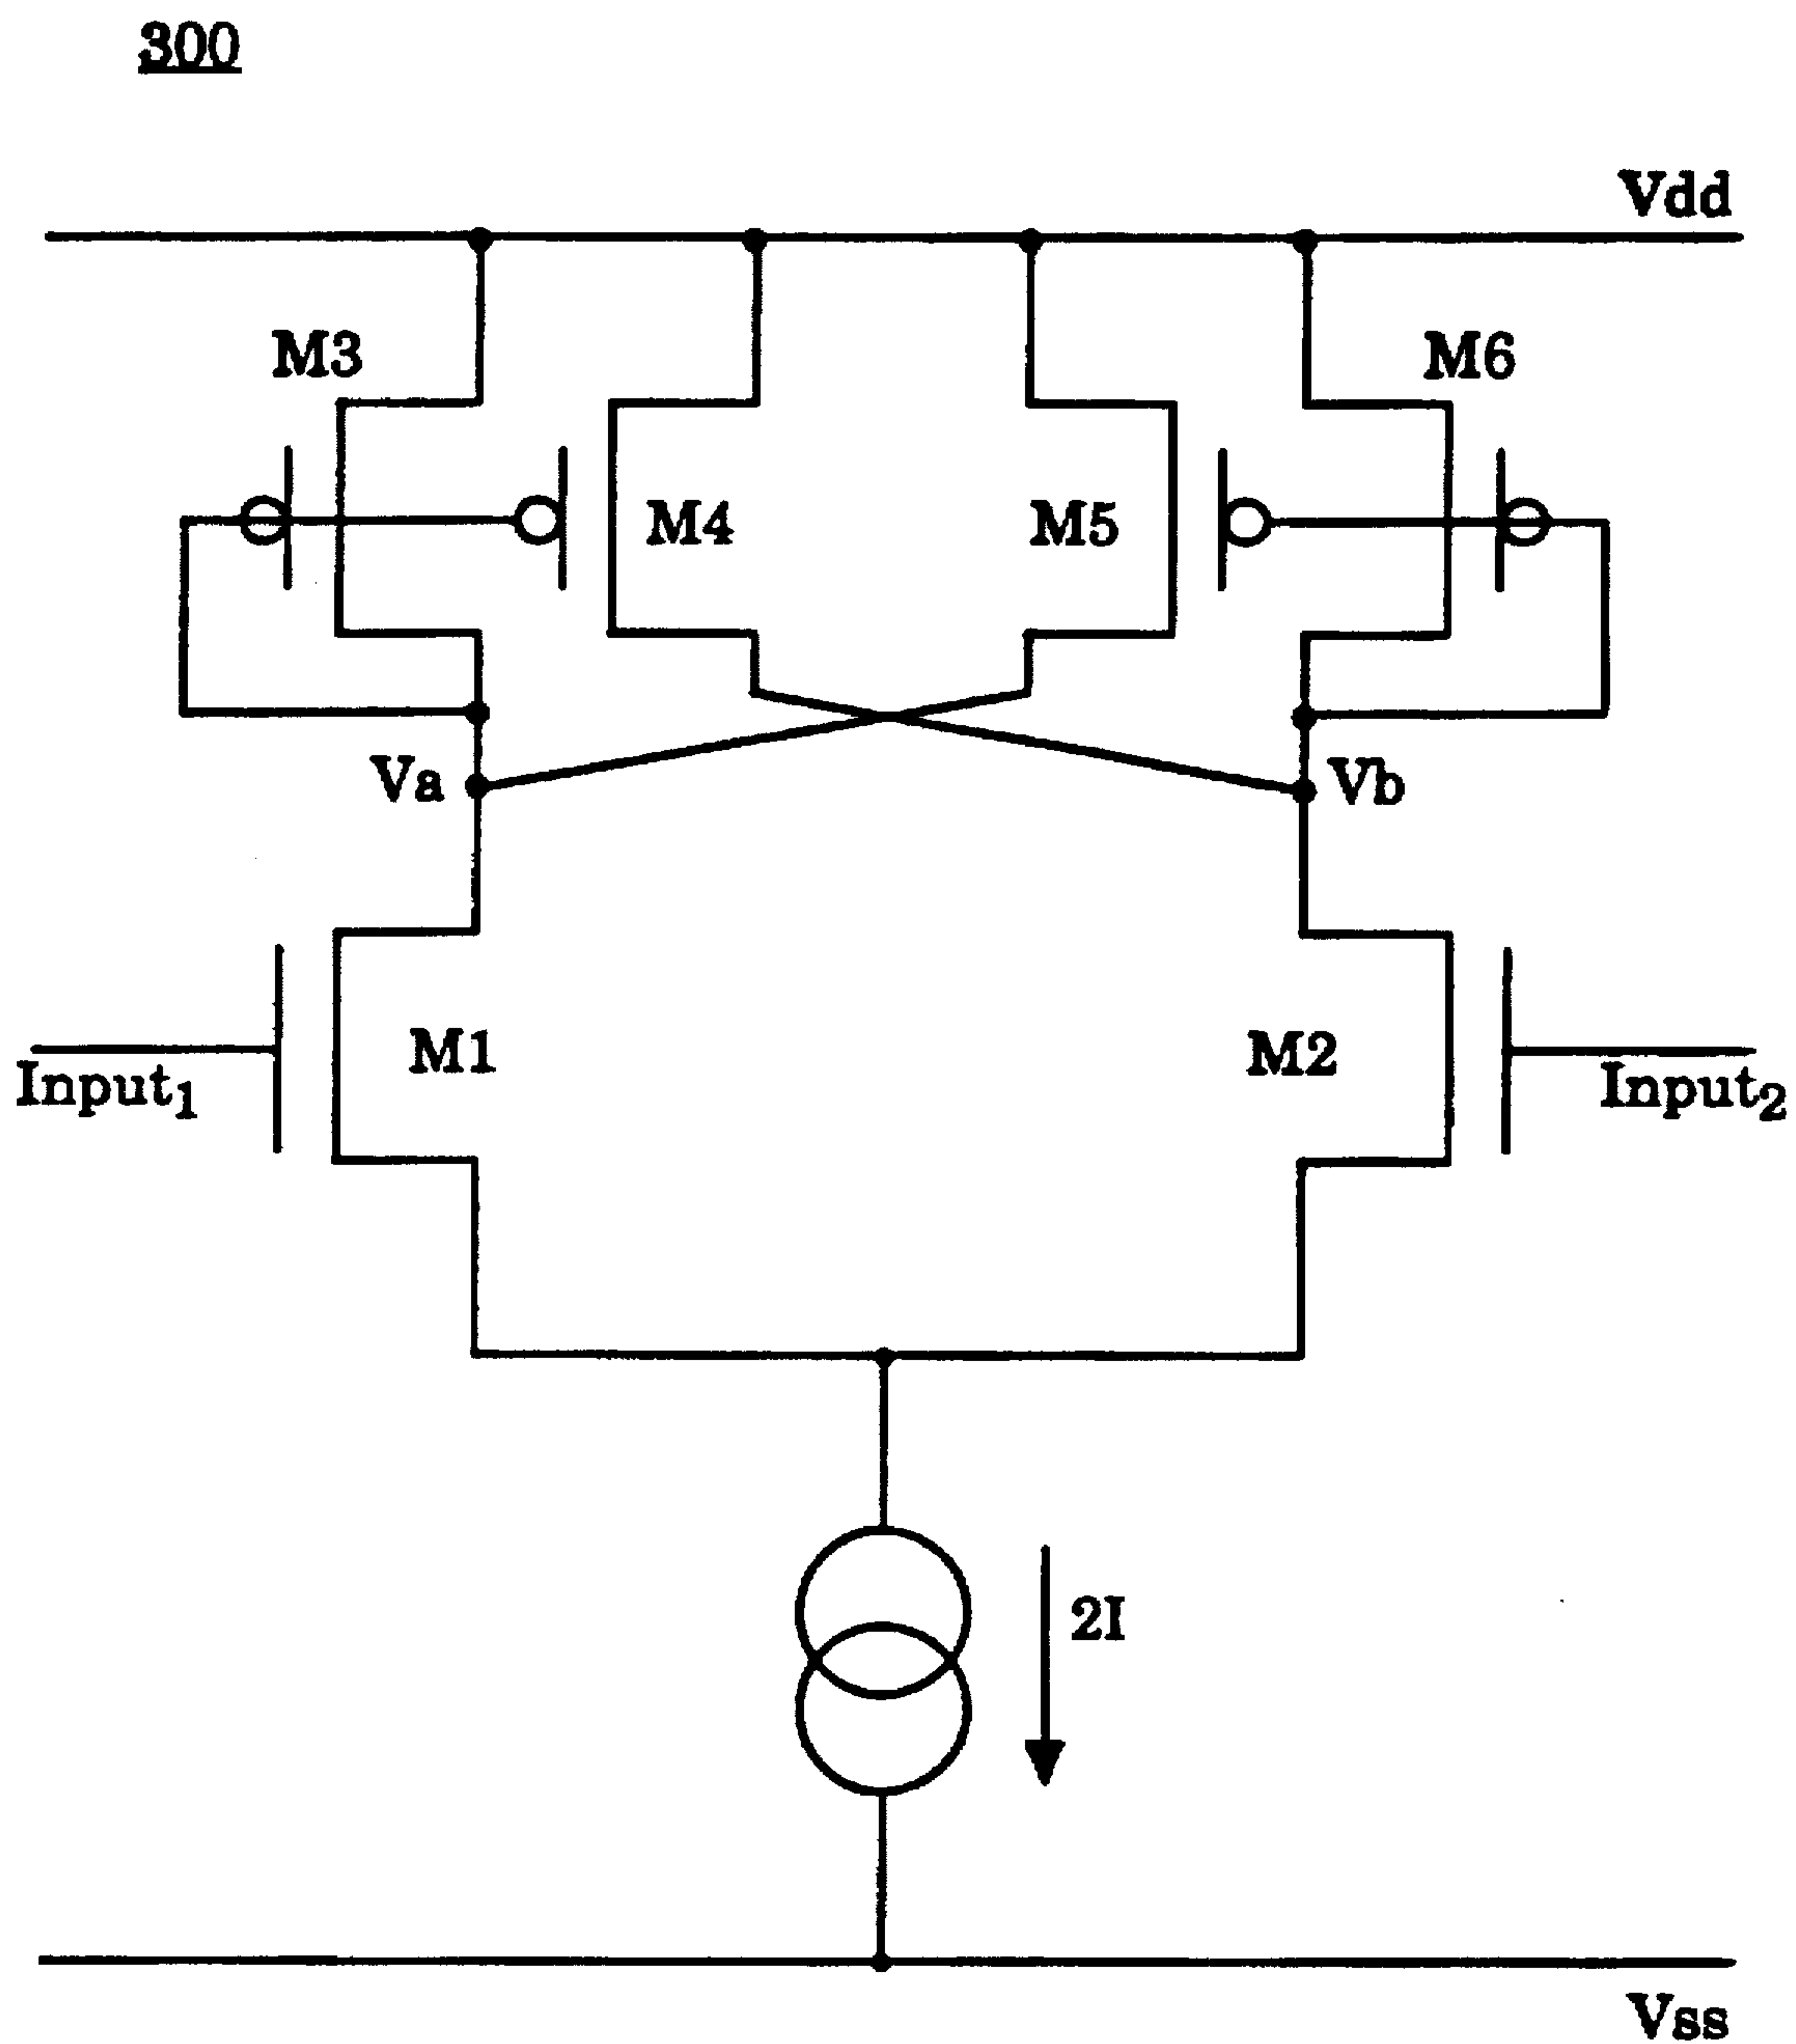 300
Vdd
M3
M6
M4
M5
Va
Vb
M1
M2
Input₁
Input₂
2I
Vss